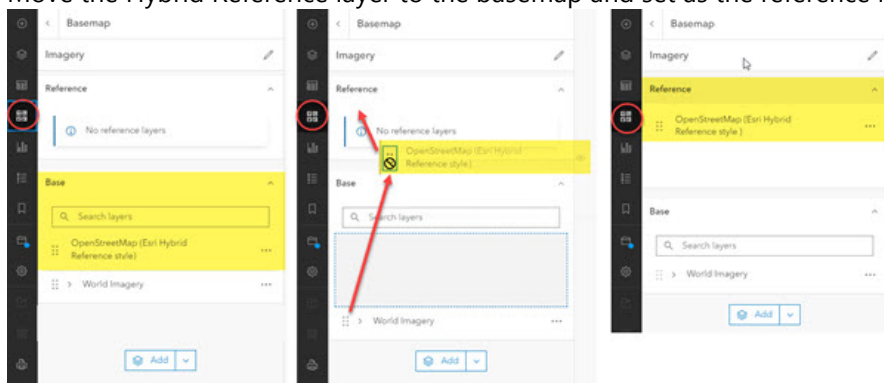 Move the Hybrid Reference layer to the basemap and set as the reference
Basemap
Imagery
Reference
No reference layers
Base
Search layers
OpenStreetMap (Esri Hybrid
Reference style)
World Imagery
Add
Basemap
Imagery
Reference
No reference layers
OpenStreetMap (Esri Hybrid
Reference style)
Base
Search layers
World Imagery
Add
Basemap
Imagery
Reference
OpenStreetMap (Esri Hybrid
Reference style )
Base
Search layers
World Imagery
Add